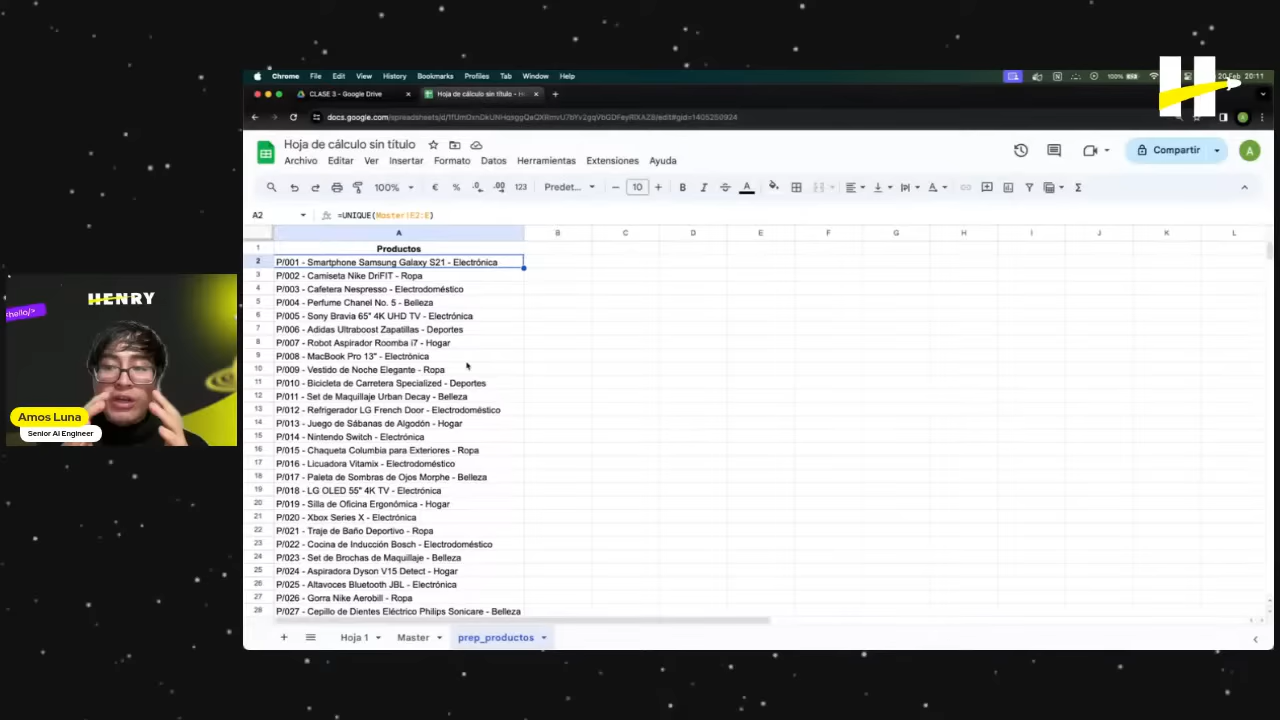 Chrome File Edit View History Bookmarks Profiles Tab Window Help
100% 20 Feb 20:11
CLASE 3 - Google Drive
Hoja de cálculo sin título - H
Hoja de cálculo sin título
Archivo Editar Ver Insertar Formato Datos Herramientas Extensiones Ayuda
Compartir
A
100% € % .0 .00 123 Predet... 10 B I A Σ
A2 fx =UNIQUE(Master!E2:E)
A B C D E F G H I J K L
1 Productos
2 P/001 - Smartphone Samsung Galaxy S21 - Electrónica
3 P/002 - Camiseta Nike DriFIT - Ropa
4 P/003 - Cafetera Nespresso - Electrodoméstico
5 P/004 - Perfume Chanel No. 5 - Belleza
6 P/005 - Sony Bravia 65" 4K UHD TV - Electrónica
7 P/006 - Adidas Ultraboost Zapatillas - Deportes
8 P/007 - Robot Aspirador Roomba i7 - Hogar
9 P/008 - MacBook Pro 13" - Electrónica
10 P/009 - Vestido de Noche Elegante - Ropa
11 P/010 - Bicicleta de Carretera Specialized - Deportes
12 P/011 - Set de Maquillaje Urban Decay - Belleza
13 P/012 - Refrigerador LG French Door - Electrodoméstico
14 P/013 - Juego de Sábanas de Algodón - Hogar
15 P/014 - Nintendo Switch - Electrónica
16 P/015 - Chaqueta Columbia para Exteriores - Ropa
17 P/016 - Licuadora Vitamix - Electrodoméstico
18 P/017 - Paleta de Sombras de Ojos Morphe - Belleza
19 P/018 - LG OLED 55" 4K TV - Electrónica
20 P/019 - Silla de Oficina Ergonómica - Hogar
21 P/020 - Xbox Series X - Electrónica
22 P/021 - Traje de Baño Deportivo - Ropa
23 P/022 - Cocina de Inducción Bosch - Electrodoméstico
24 P/023 - Set de Brochas de Maquillaje - Belleza
25 P/024 - Aspiradora Dyson V15 Detect - Hogar
26 P/025 - Altavoces Bluetooth JBL - Electrónica
27 P/026 - Gorra Nike Aerobill - Ropa
28 P/027 - Cepillo de Dientes Eléctrico Philips Sonicare - Belleza
Hoja 1 Master prep_productos
HENRY
hello/>
Amos Luna
Senior AI Engineer
H